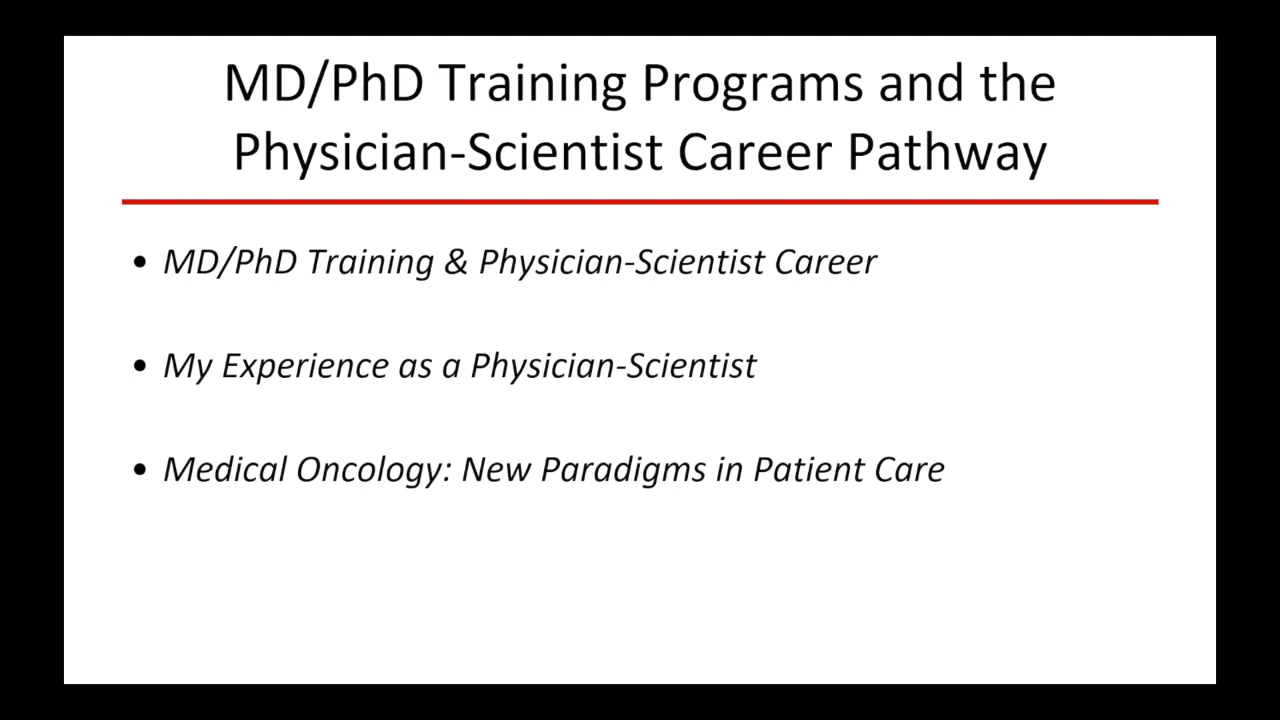 MD/PhD Training Programs and the
Physician-Scientist Career Pathway
• MD/PhD Training & Physician-Scientist Career
• My Experience as a Physician-Scientist
• Medical Oncology: New Paradigms in Patient Care